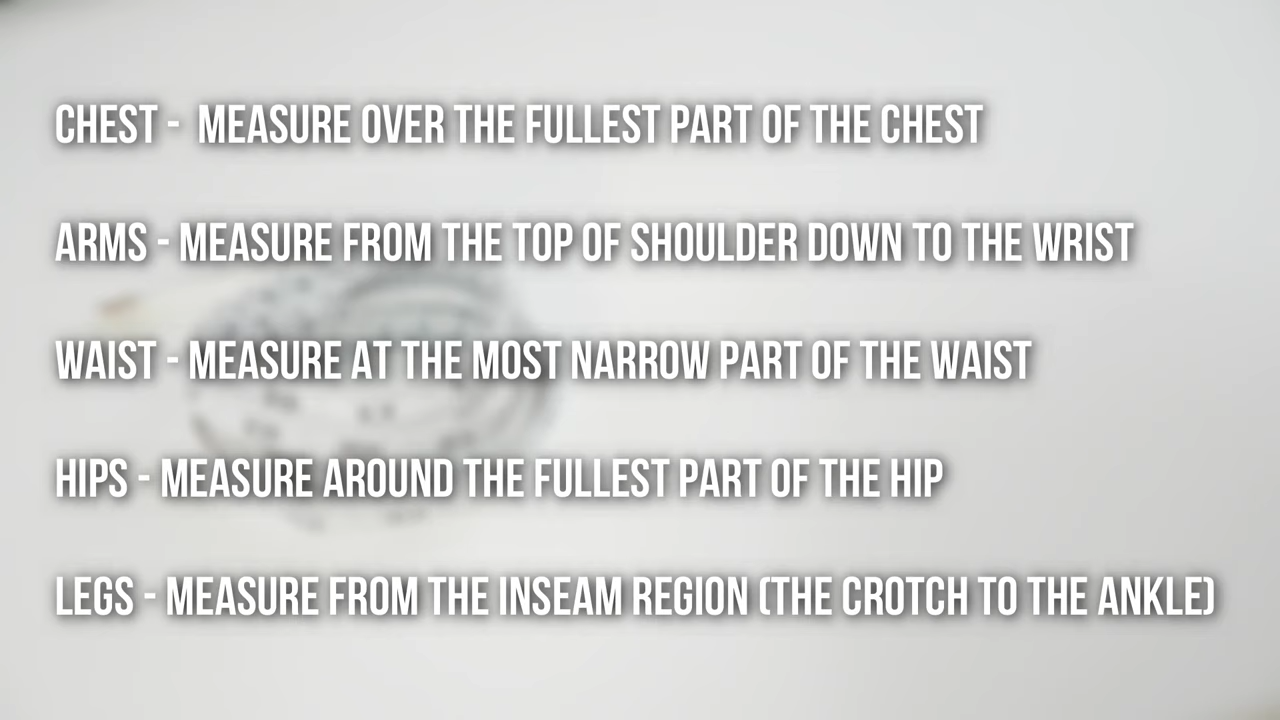 CHEST -  MEASURE OVER THE FULLEST PART OF THE CHEST
ARMS - MEASURE FROM THE TOP OF SHOULDER DOWN TO THE WRIST
WAIST - MEASURE AT THE MOST NARROW PART OF THE WAIST
HIPS - MEASURE AROUND THE FULLEST PART OF THE HIP
LEGS - MEASURE FROM THE INSEAM REGION (THE CROTCH TO THE ANKLE)